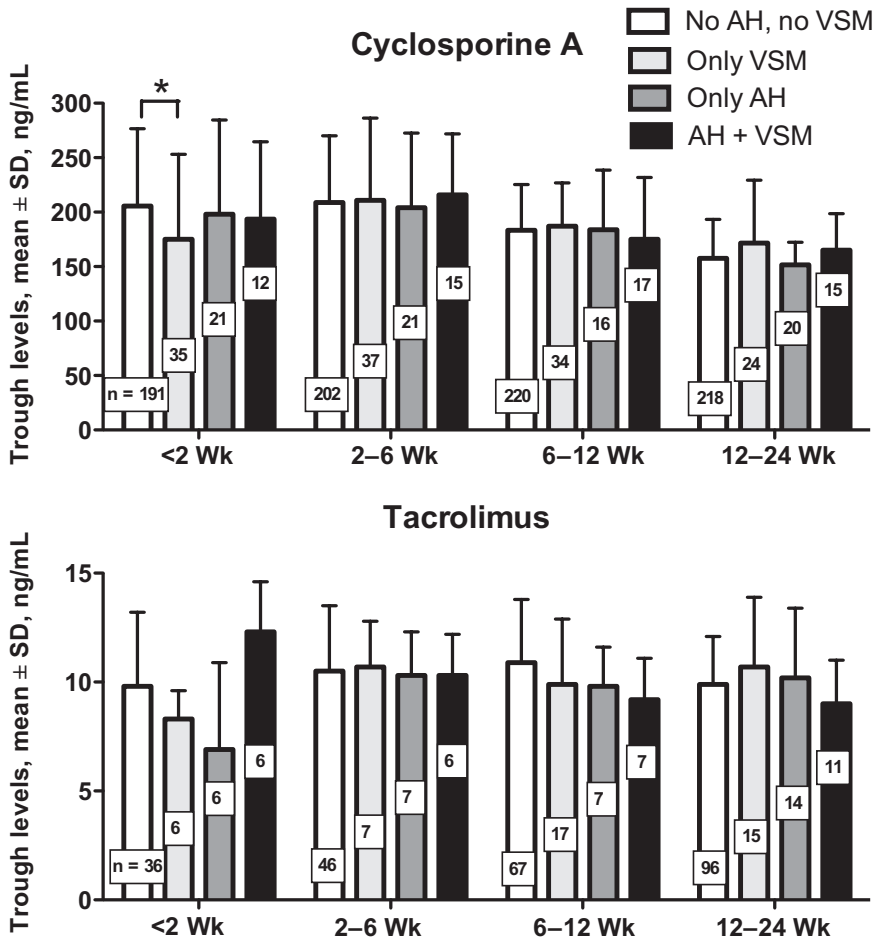 Cyclosporine A
No AH, no VSM
Only VSM
Only AH
AH + VSM
Trough levels, mean ± SD, ng/mL
300
250
200
150
100
50
0
*
n = 191
35
21
12
202
37
21
15
220
34
16
17
218
24
20
15
<2 Wk
2–6 Wk
6–12 Wk
12–24 Wk
Tacrolimus
Trough levels, mean ± SD, ng/mL
15
10
5
0
n = 36
6
6
6
46
7
7
6
67
17
7
7
96
15
14
11
<2 Wk
2–6 Wk
6–12 Wk
12–24 Wk